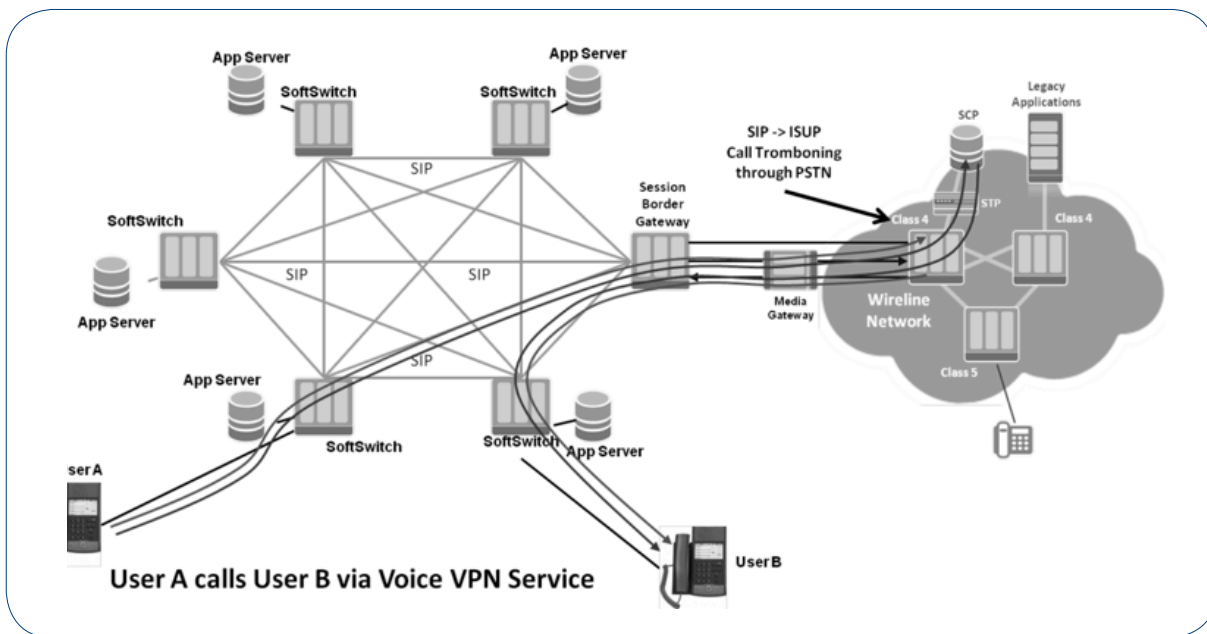 App Server
App Server
SoftSwitch
SoftSwitch
Legacy
Applications
SCP
SIP -> ISUP
Call Tromboning
through PSTN
SIP
Session
Border
Gateway
STP
SoftSwitch
Class 4
Class 4
SIP
SIP
App Server
Media
Gateway
Wireline
Network
SIP
Class 5
App Server
SoftSwitch
SoftSwitch
App Server
ser A
User B
User A calls User B via Voice VPN Service